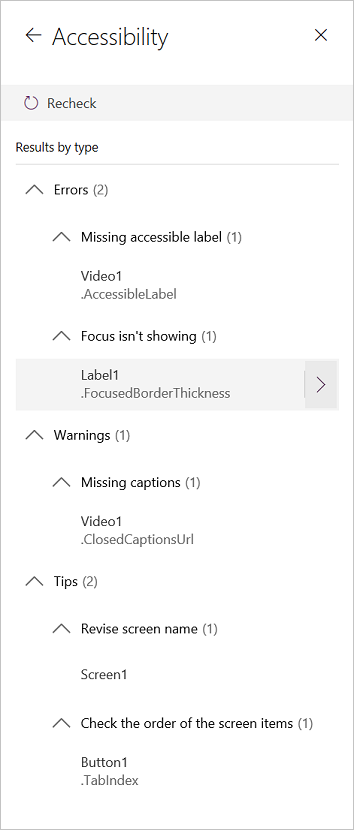 Accessibility
Recheck
Results by type
Errors (2)
Missing accessible label (1)
Video1
.AccessibleLabel
Focus isn't showing (1)
Label1
.FocusedBorderThickness
Warnings (1)
Missing captions (1)
Video1
.ClosedCaptionsUrl
Tips (2)
Revise screen name (1)
Screen1
Check the order of the screen items (1)
Button1
.TabIndex